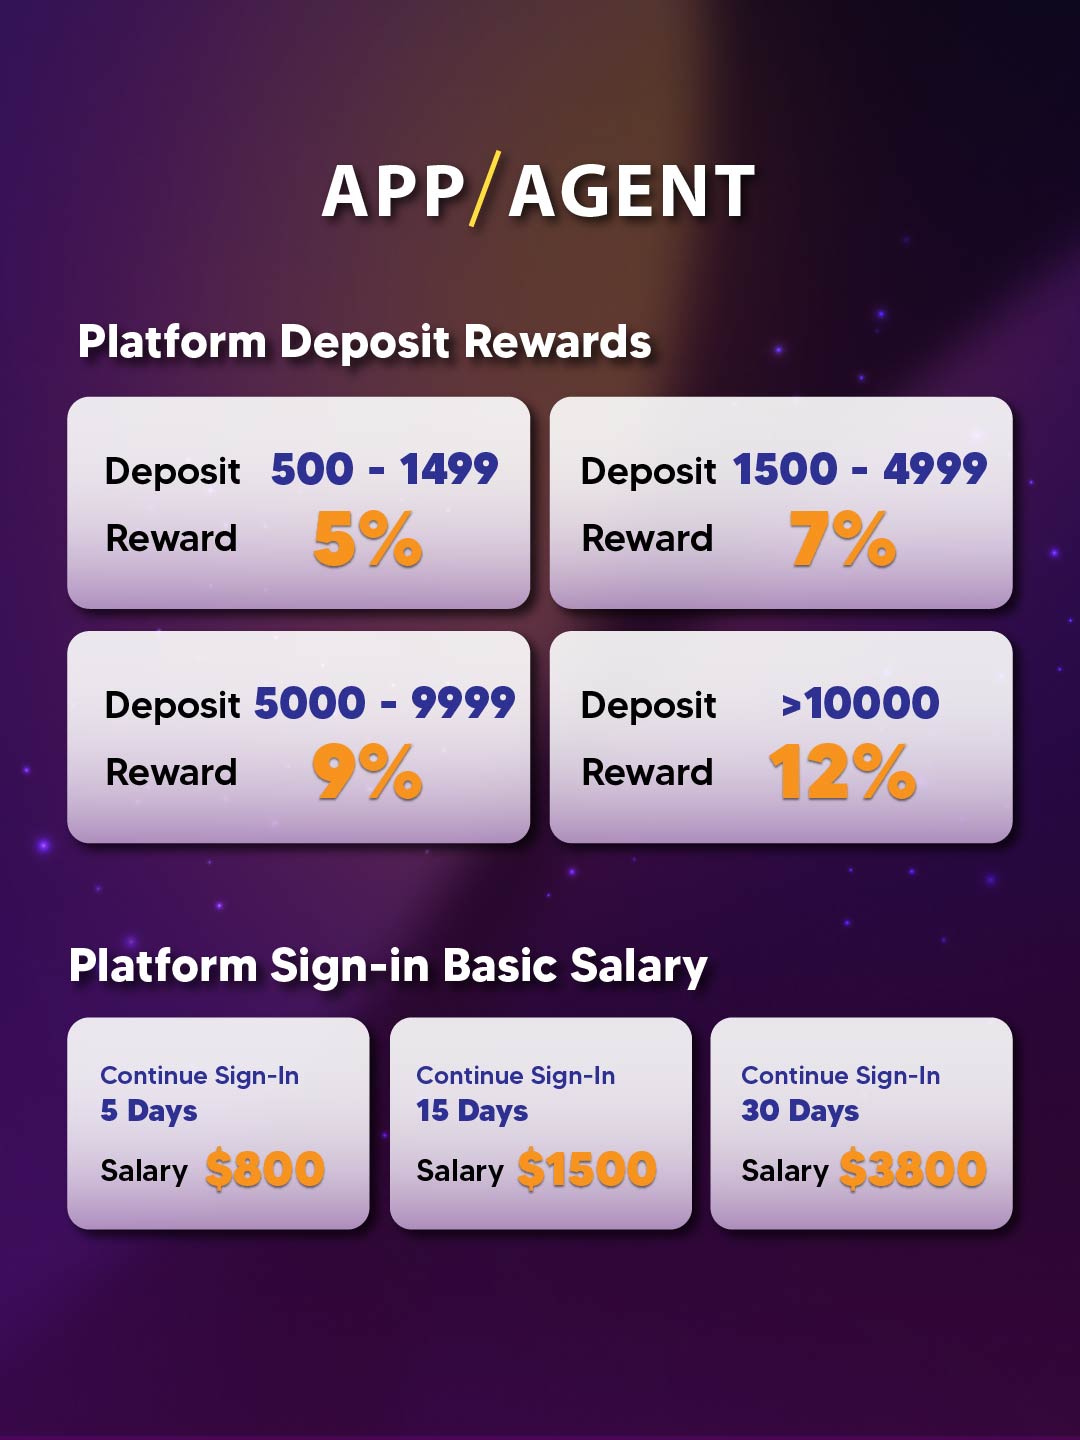 APP/AGENT
Platform Deposit Rewards
Deposit 500 - 1499
Reward 5%
Deposit 1500 - 4999
Reward 7%
Deposit 5000 - 9999
Reward 9%
Deposit >10000
Reward 12%
Platform Sign-in Basic Salary
Continue Sign-In
5 Days
Salary $800
Continue Sign-In
15 Days
Salary $1500
Continue Sign-In
30 Days
Salary $3800